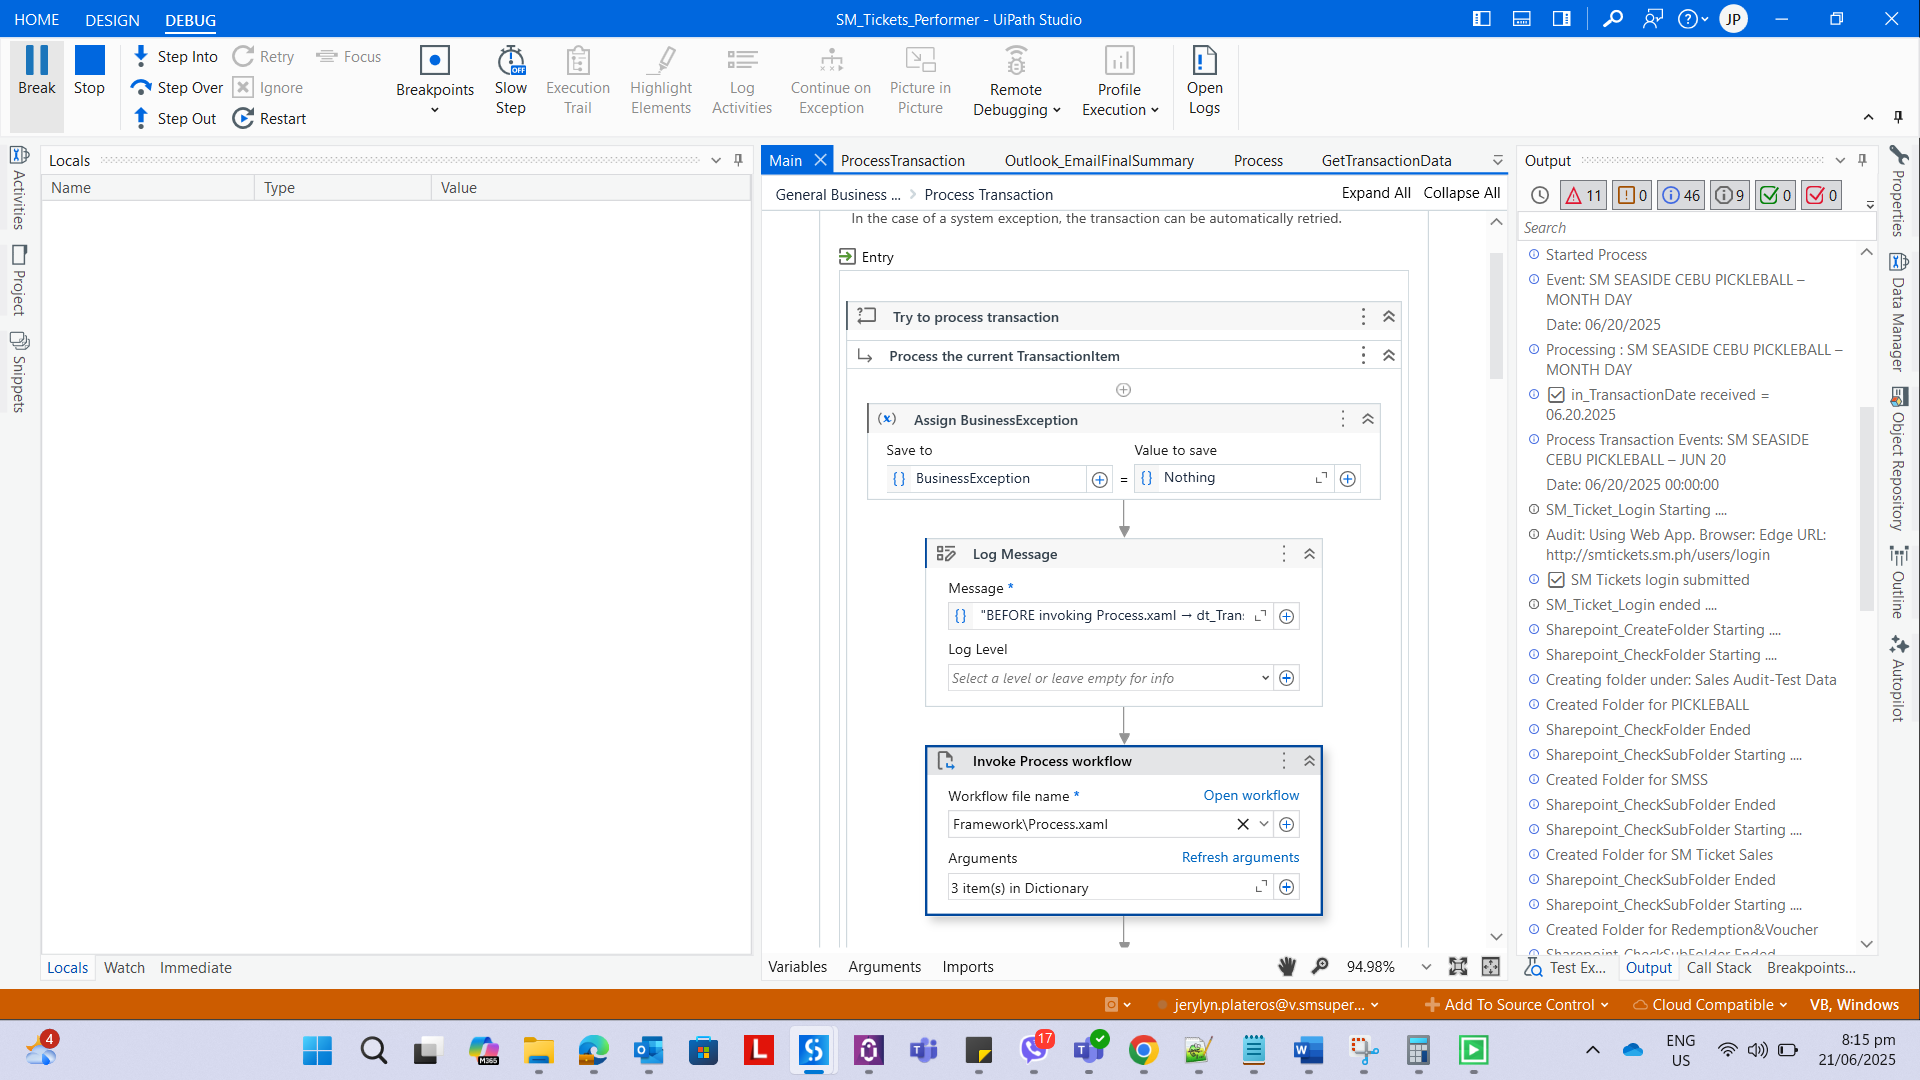 HOME
DESIGN
DEBUG
SM_Tickets_Performer - UiPath Studio
JP
Break
Stop
Step Into
Step Over
Step Out
Retry
Ignore
Restart
Focus
Breakpoints
OFF
Slow
Step
Execution
Trail
Highlight
Elements
Log
Activities
Continue on
Exception
Picture in
Picture
Remote
Debugging
Profile
Execution
Open
Logs
Activities
Project
Snippets
Locals
Name
Type
Value
Locals
Watch
Immediate
Main
ProcessTransaction
Outlook_EmailFinalSummary
Process
GetTransactionData
General Business ...
Process Transaction
Expand All
Collapse All
In the case of a system exception, the transaction can be automatically retried.
Entry
Try to process transaction
Process the current TransactionItem
Assign BusinessException
Save to
Value to save
BusinessException
=
Nothing
Log Message
Message *
"BEFORE invoking Process.xaml → dt_Tran:
Log Level
Select a level or leave empty for info
Invoke Process workflow
Workflow file name *
Open workflow
Framework\Process.xaml
Arguments
Refresh arguments
3 item(s) in Dictionary
Variables
Arguments
Imports
94.98%
Output
11
0
46
9
0
0
Search
Started Process
Event: SM SEASIDE CEBU PICKLEBALL –
MONTH DAY
Date: 06/20/2025
Processing : SM SEASIDE CEBU PICKLEBALL –
MONTH DAY
in_TransactionDate received =
06.20.2025
Process Transaction Events: SM SEASIDE
CEBU PICKLEBALL – JUN 20
Date: 06/20/2025 00:00:00
SM_Ticket_Login Starting ....
Audit: Using Web App. Browser: Edge URL:
http://smtickets.sm.ph/users/login
SM Tickets login submitted
SM_Ticket_Login ended ....
Sharepoint_CreateFolder Starting ....
Sharepoint_CheckFolder Starting ....
Creating folder under: Sales Audit-Test Data
Created Folder for PICKLEBALL
Sharepoint_CheckFolder Ended
Sharepoint_CheckSubFolder Starting ....
Created Folder for SMSS
Sharepoint_CheckSubFolder Ended
Sharepoint_CheckSubFolder Starting ....
Created Folder for SM Ticket Sales
Sharepoint_CheckSubFolder Ended
Sharepoint_CheckSubFolder Starting ....
Created Folder for Redemption&Voucher
Sharepoint_CheckSubFolder Ended
Test Ex...
Output
Call Stack
Breakpoints...
Properties
Data Manager
Object Repository
Outline
Autopilot
jerylyn.plateros@v.smsuper...
Add To Source Control
Cloud Compatible
VB, Windows
4
M365
17
ENG
US
8:15 pm
21/06/2025